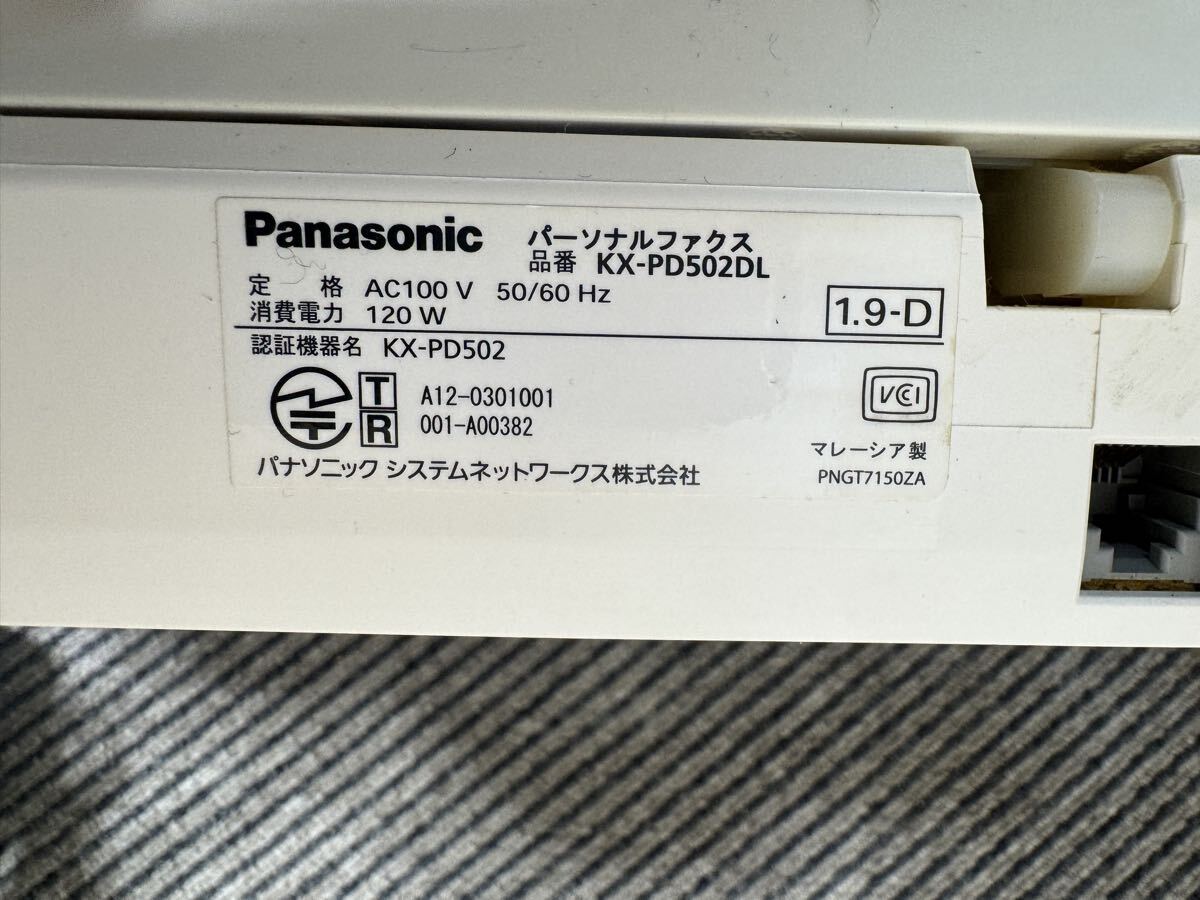 Panasonic パーソナルファクス
品番 KX-PD502DL
定 格 AC100 V 50/60 Hz
消費電力 120 W
1.9-D
認証機器名 KX-PD502
T A12-0301001
R 001-A00382
VCI
パナソニック システムネットワークス株式会社
マレーシア製
PNGT7150ZA